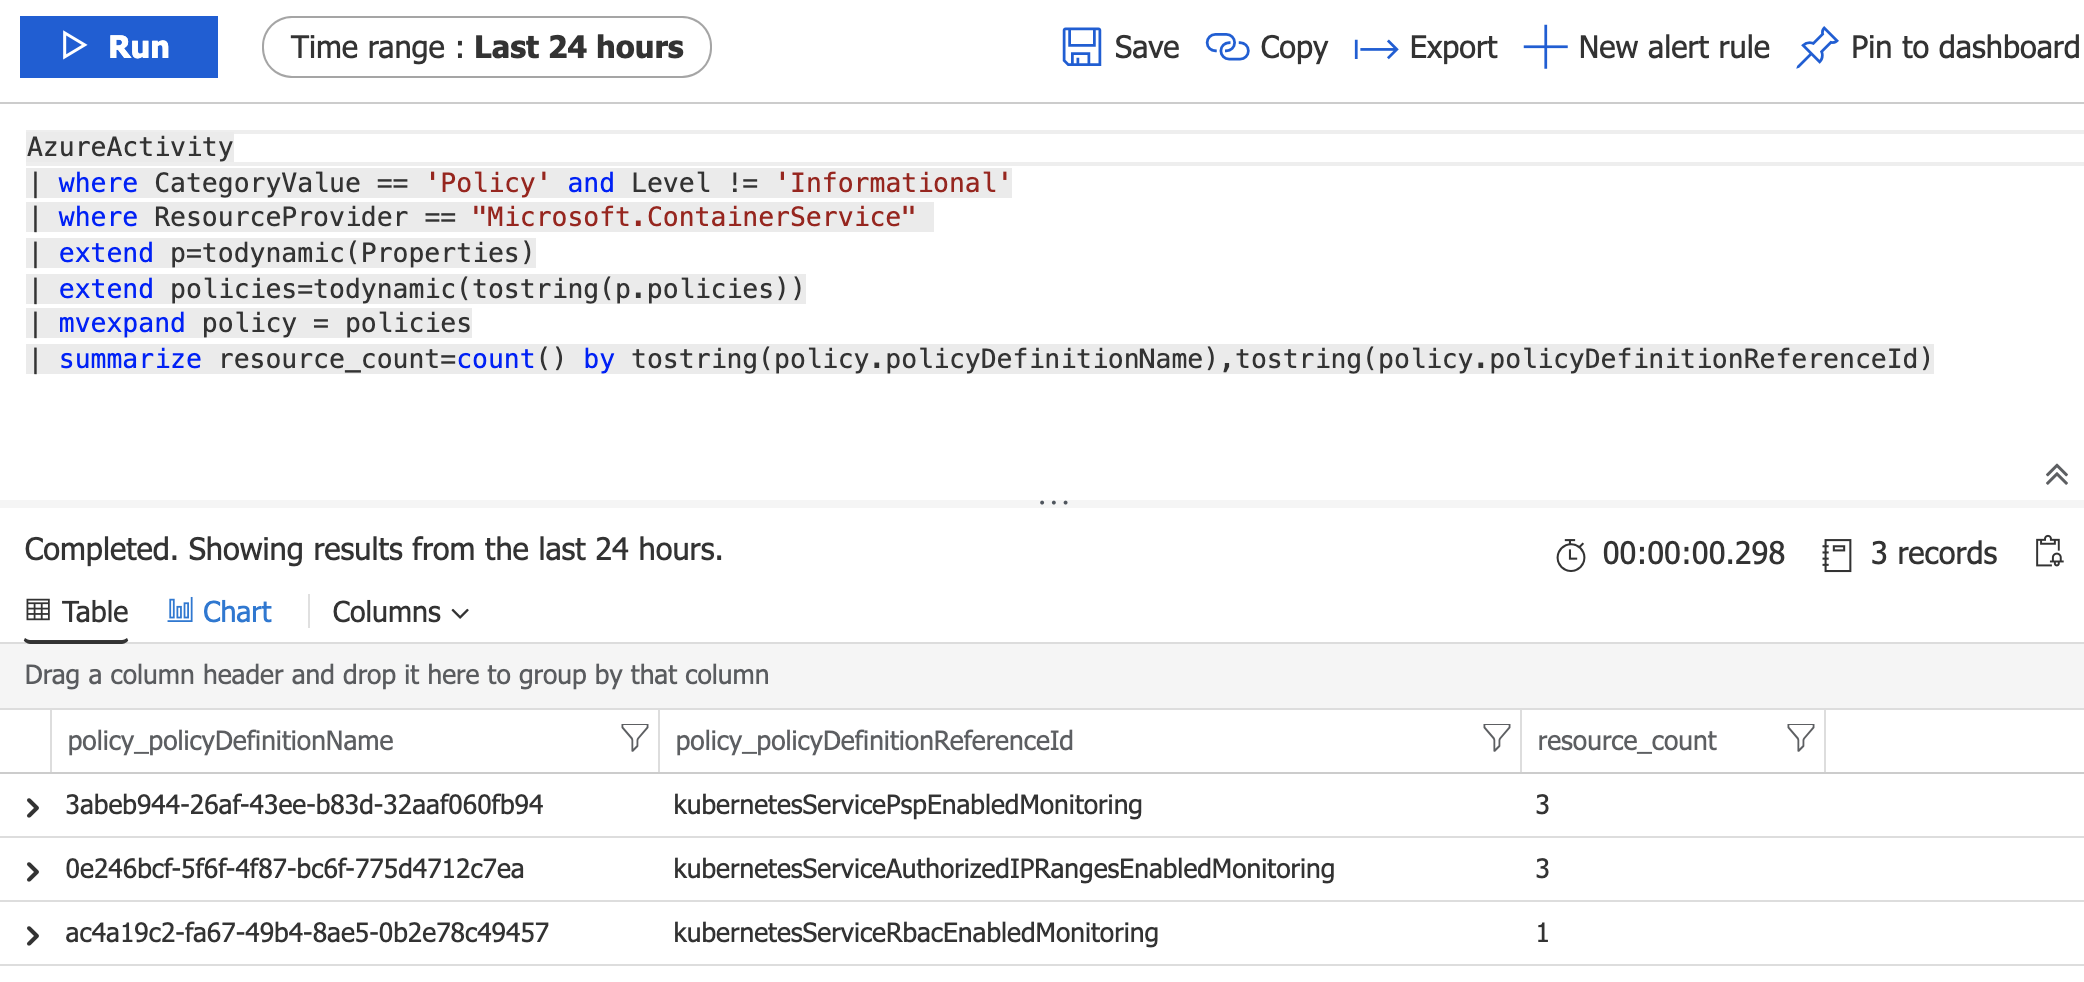 Run
Time range : Last 24 hours
Save
Copy
Export
New alert rule
Pin to dashboard
AzureActivity
| where CategoryValue == 'Policy' and Level != 'Informational'
| where ResourceProvider == "Microsoft.ContainerService"
| extend p=todynamic(Properties)
| extend policies=todynamic(tostring(p.policies))
| mvexpand policy = policies
| summarize resource_count=count() by tostring(policy.policyDefinitionName),tostring(policy.policyDefinitionReferenceId)
Completed. Showing results from the last 24 hours.
00:00:00.298
3 records
Table
Chart
Columns
Drag a column header and drop it here to group by that column
policy_policyDefinitionName policy_policyDefinitionReferenceId resource_count
3abeb944-26af-43ee-b83d-32aaf060fb94 kubernetesServicePspEnabledMonitoring 3
0e246bcf-5f6f-4f87-bc6f-775d4712c7ea kubernetesServiceAuthorizedIPRangesEnabledMonitoring 3
ac4a19c2-fa67-49b4-8ae5-0b2e78c49457 kubernetesServiceRbacEnabledMonitoring 1